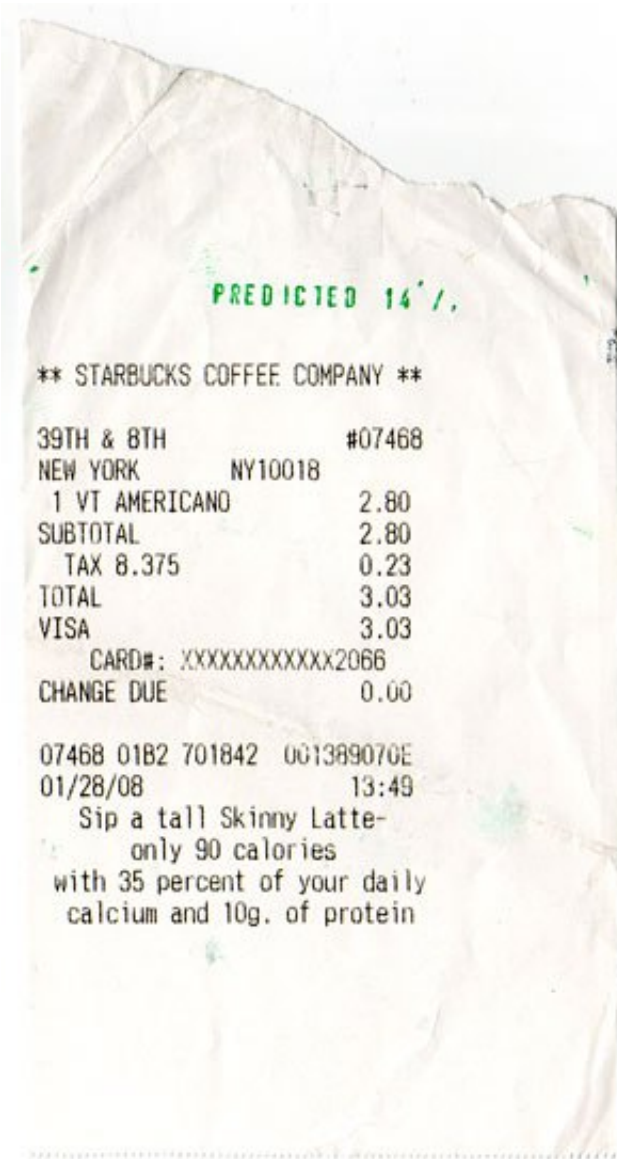 PREDICTED 14 %
** STARBUCKS COFFEE COMPANY **
39TH & 8TH #07468
NEW YORK NY10018
1 VT AMERICANO 2.80
SUBTOTAL 2.80
TAX 8.375 0.23
TOTAL 3.03
VISA 3.03
CARD#: XXXXXXXXXXXX2066
CHANGE DUE 0.00
07468 01B2 701842 001389070E
01/28/08 13:49
Sip a tall Skinny Latte-
only 90 calories
with 35 percent of your daily
calcium and 10g. of protein